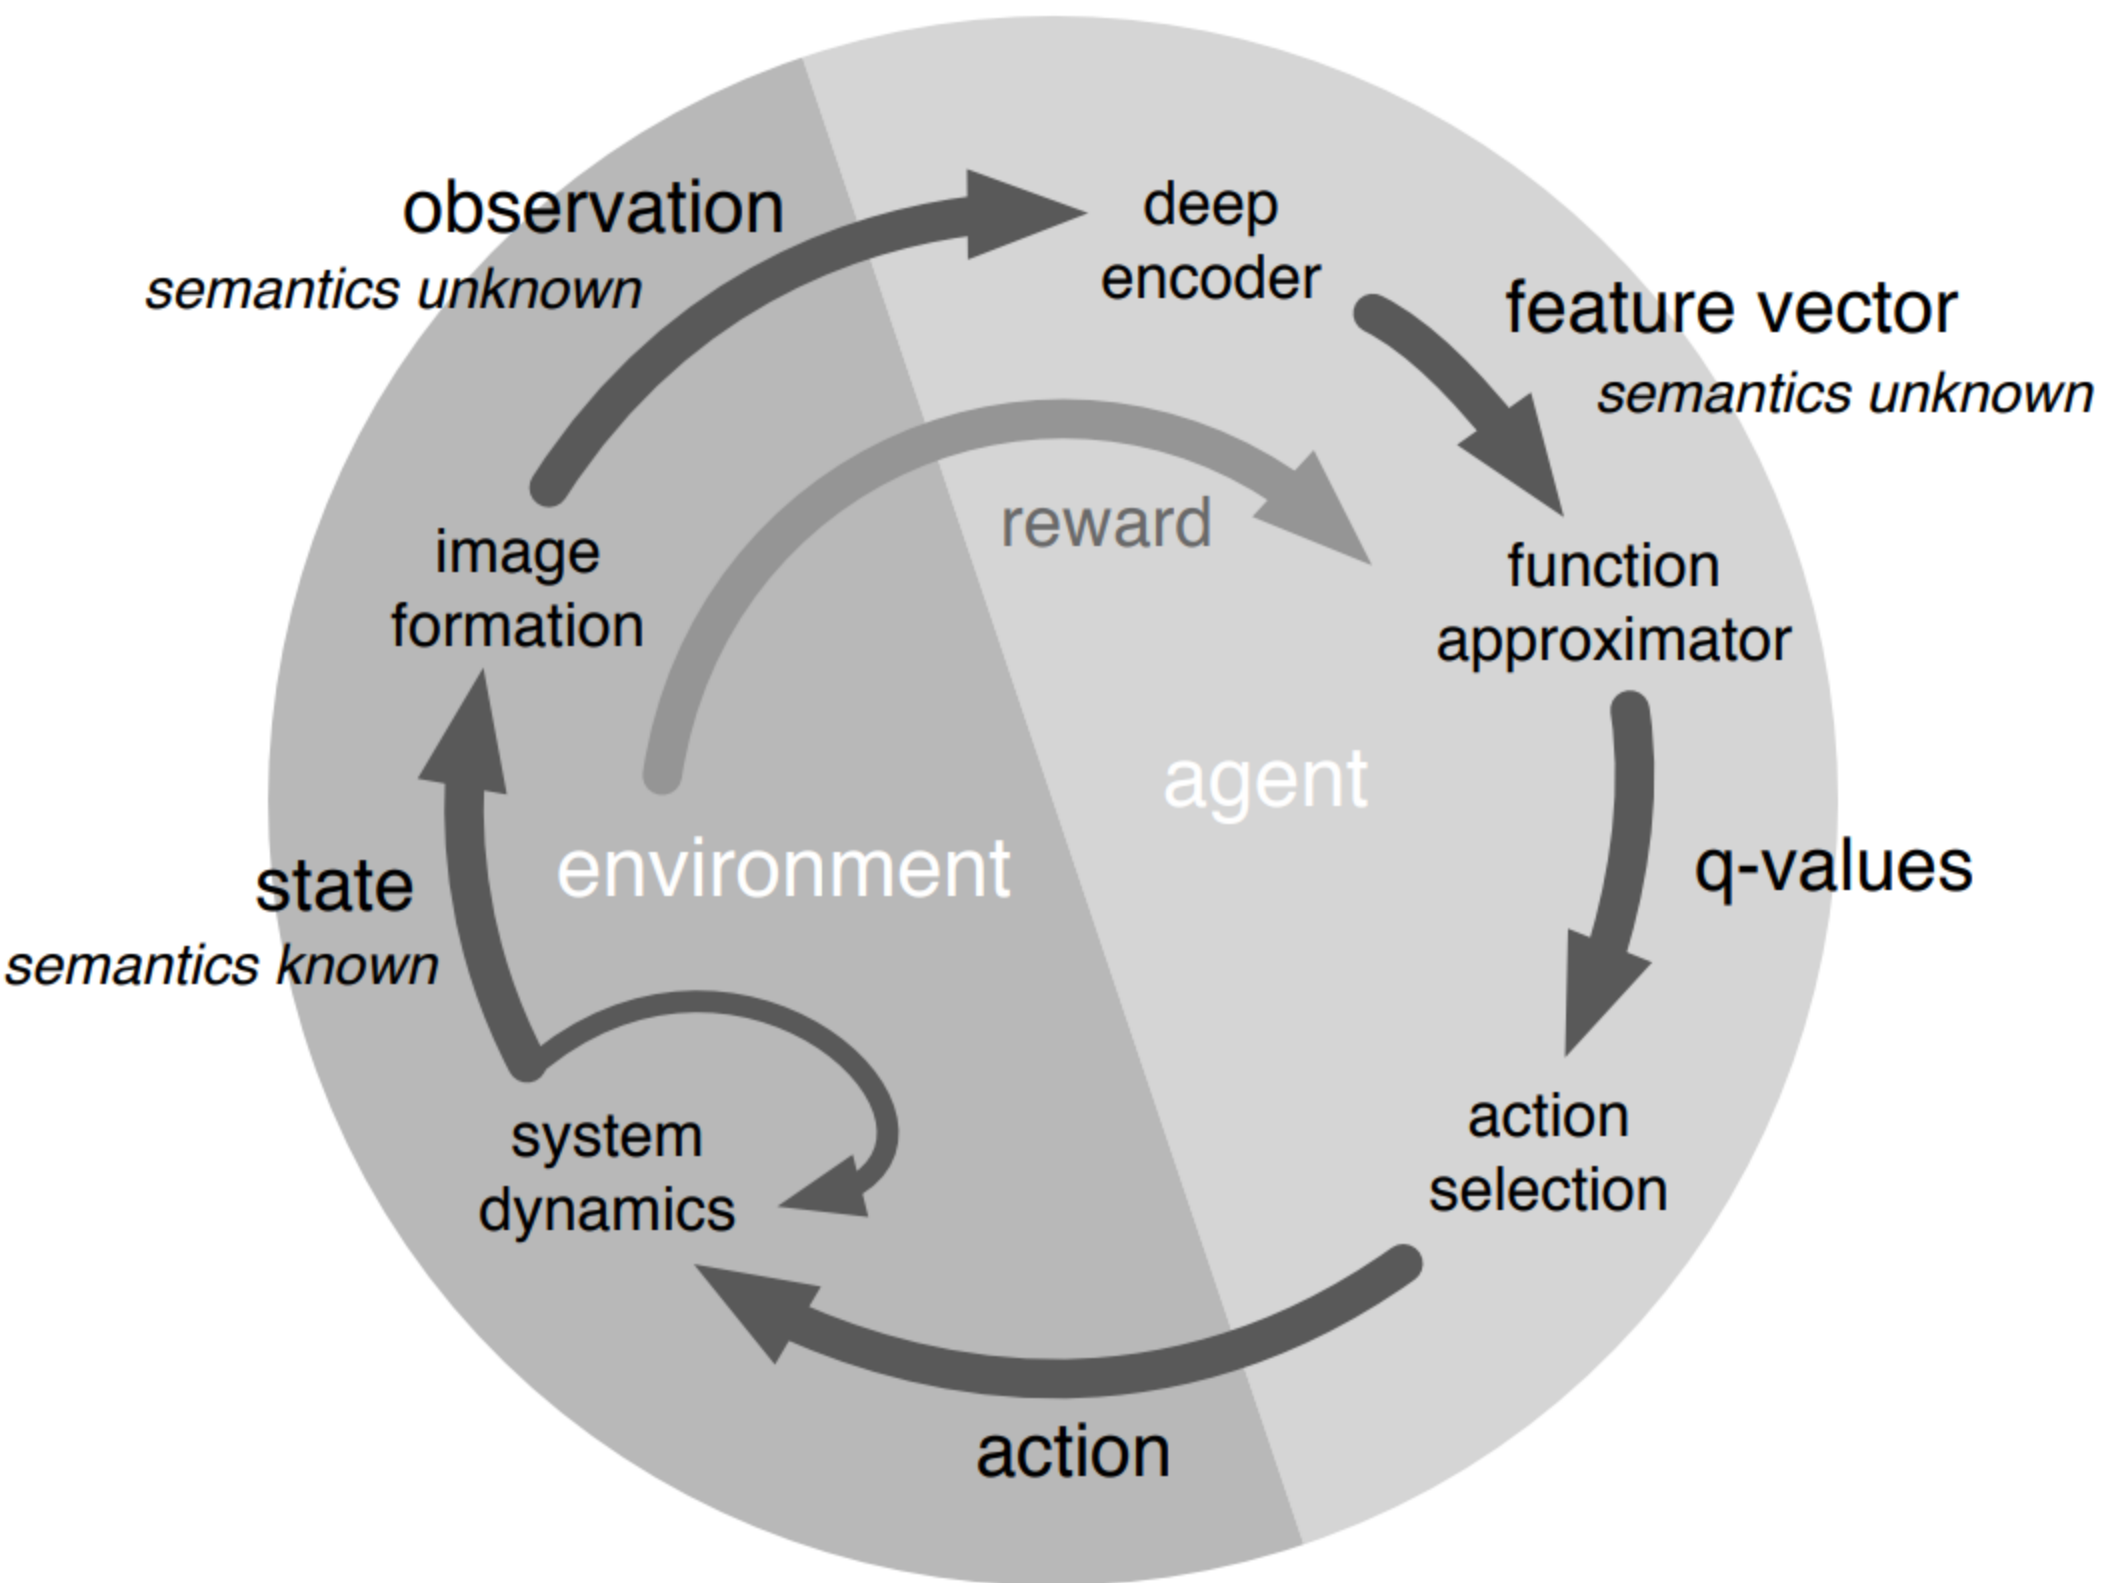 observation
semantics unknown
deep
encoder
feature vector
semantics unknown
reward
image
formation
function
approximator
agent
environment
q-values
state
semantics known
system
dynamics
action
selection
action